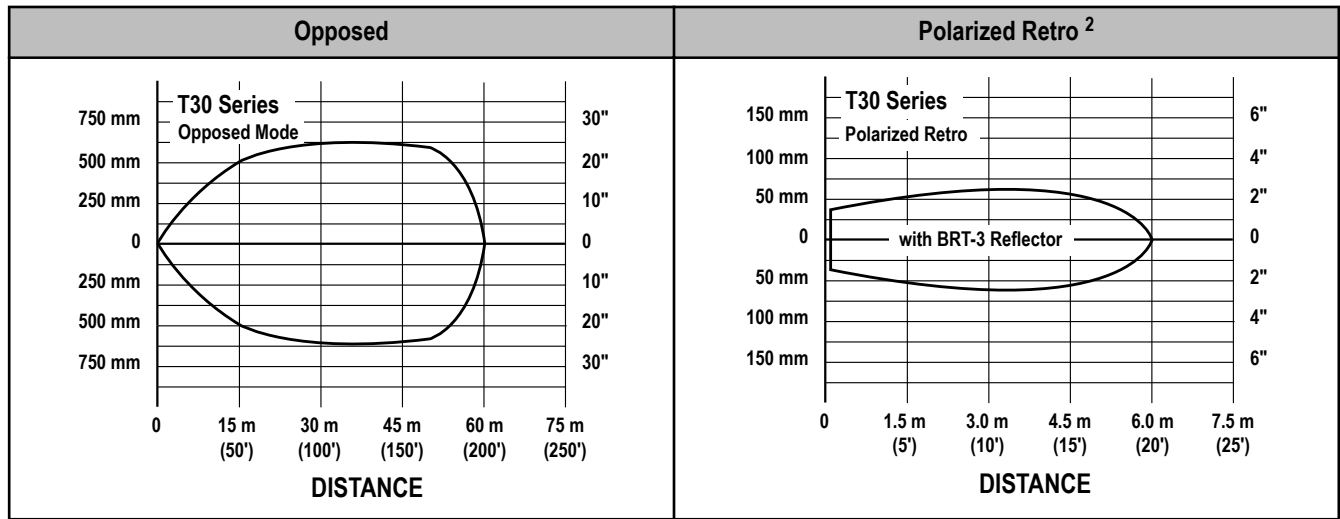 Opposed
Polarized Retro 2
T30 Series
Opposed Mode
750 mm
500 mm
250 mm
0
250 mm
500 mm
750 mm
30"
20"
10"
0
10"
20"
30"
0
15 m
30 m
45 m
60 m
75 m
(50')
(100')
(150')
(200')
(250')
DISTANCE
T30 Series
Polarized Retro
150 mm
100 mm
50 mm
0
50 mm
100 mm
150 mm
with BRT-3 Reflector
6"
4"
2"
0
2"
4"
6"
0
1.5 m
3.0 m
4.5 m
6.0 m
7.5 m
(5')
(10')
(15')
(20')
(25')
DISTANCE